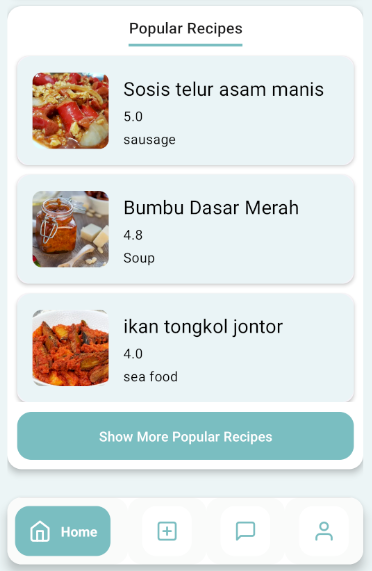 Popular Recipes
Sosis telur asam manis
5.0
sausage
Bumbu Dasar Merah
4.8
Soup
ikan tongkol jontor
4.0
sea food
Show More Popular Recipes
Home